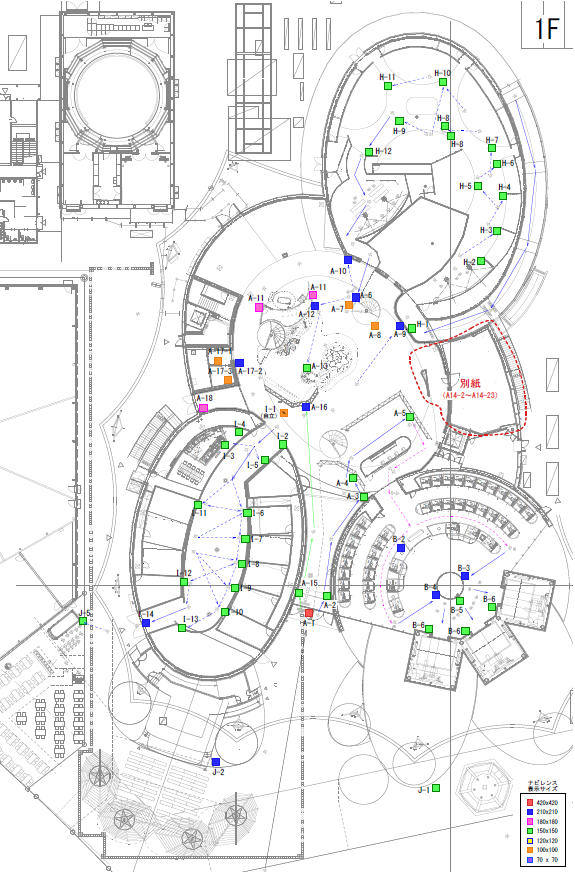 1F
H-11
H-10
H-9
H-8
H-8
H-12
H-7
H-6
H-5
H-4
H-3
H-2
A-10
A-11
A-11
A-6
A-12
A-7
A-8
A-9
H-1
A-17-1
A-17-3
A-17-2
A-13
別紙
(A14-2~A14-23)
A-18
I-1
A-16
A-5
I-4
I-2
I-3
I-5
A-4
A-3
I-11
I-6
I-7
B-2
I-8
I-12
B-3
I-9
B-4
A-15
A-2
B-5
J-5
I-14
I-10
A-1
B-6
I-13
B-6
B-6
J-2
J-1
ナビレンス
表示サイズ
420x420
210x210
180x180
150x150
120x120
100x100
70 x 70